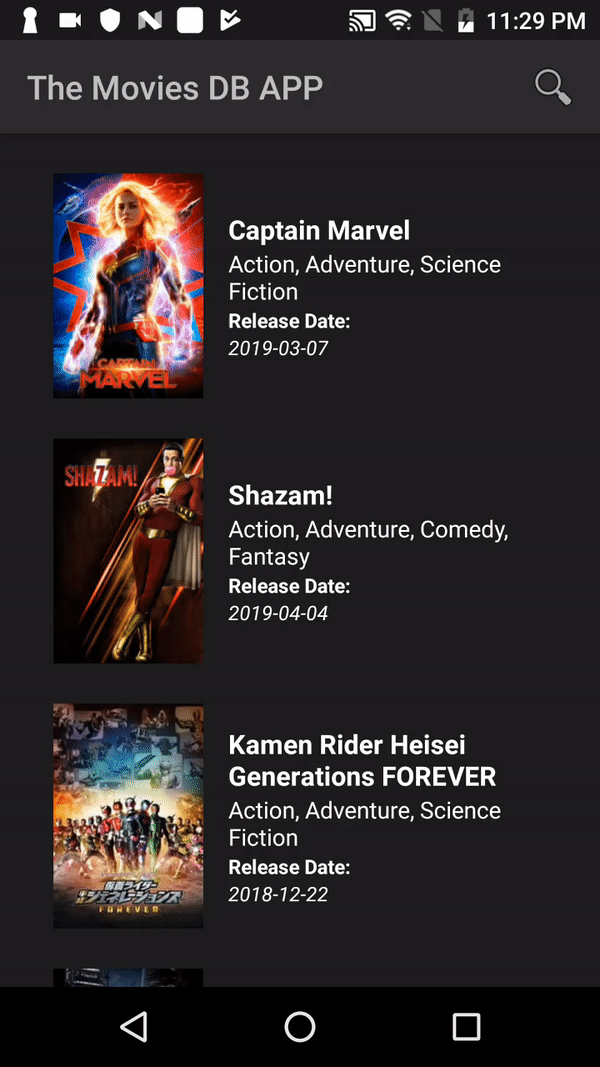 11:29 PM
The Movies DB APP
CAPTAIN
MARVEL
Captain Marvel
Action, Adventure, Science
Fiction
Release Date:
2019-03-07
SHAZAM!
Shazam!
Action, Adventure, Comedy,
Fantasy
Release Date:
2019-04-04
仮面ライダー
平成ジェネレーションズ
FOREVER
Kamen Rider Heisei
Generations FOREVER
Action, Adventure, Science
Fiction
Release Date:
2018-12-22